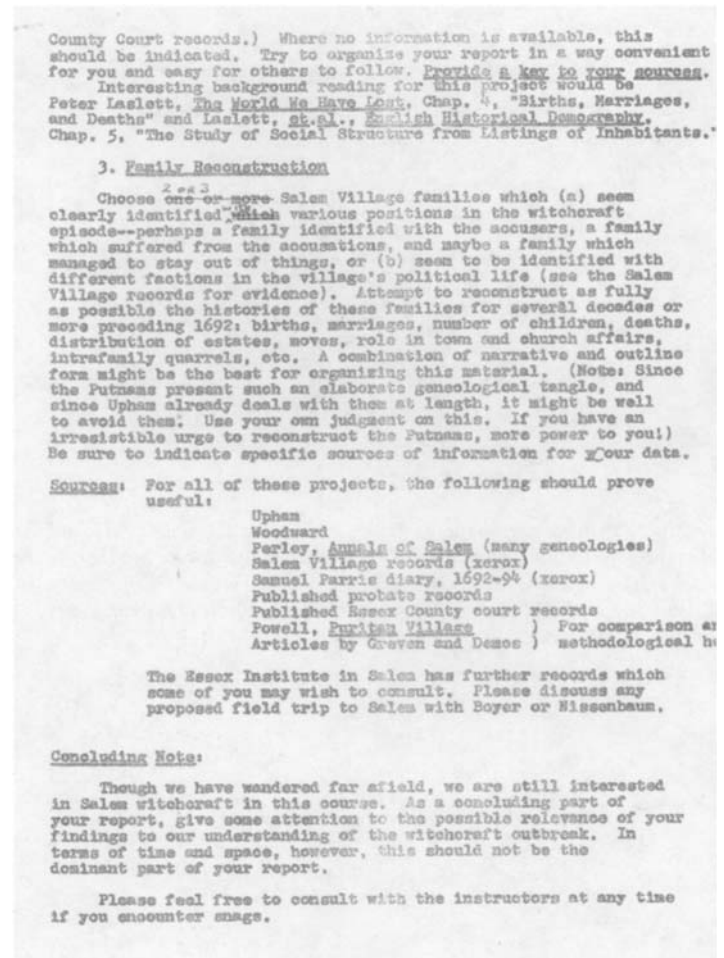 County Court records.) Where no information is available, this
should be indicated. Try to organize your report in a way convenient
for you and easy for others to follow. Provide a key to your sources.
Interesting background reading for this project would be
Peter Laslett, The World We Have Lost, Chap. 4, "Births, Marriages,
and Deaths" and Laslett, et.al., English Historical Demography,
Chap. 5, "The Study of Social Structure from Listings of Inhabitants."
3. Family Reconstruction
2 or 3
Choose one or more Salem Village families which (a) seem
clearly identified which various positions in the witchcraft
episode--perhaps a family identified with the accusers, a family
which suffered from the accusations, and maybe a family which
managed to stay out of things, or (b) seem to be identified with
different factions in the village's political life (see the Salem
Village records for evidence). Attempt to reconstruct as fully
as possible the histories of these families for several decades or
more preceding 1692: births, marriages, number of children, deaths,
distribution of estates, moves, role in town and church affairs,
intrafamily quarrels, etc. A combination of narrative and outline
form might be the best for organizing this material. (Note: Since
the Putnams present such an elaborate geneological tangle, and
since Upham already deals with them at length, it might be well
to avoid them. Use your own judgment on this. If you have an
irresistible urge to reconstruct the Putnams, more power to you!)
Be sure to indicate specific sources of information for your data.
Sources: For all of these projects, the following should prove
useful:
Upham
Woodward
Perley, Annals of Salem (many geneologies)
Salem Village records (xerox)
Samuel Parris diary, 1692-94 (xerox)
Published probate records
Published Essex County court records
Powell, Puritan Village ) For comparison an
Articles by Greven and Demos ) methodological h
The Essex Institute in Salem has further records which
some of you may wish to consult. Please discuss any
proposed field trip to Salem with Boyer or Nissenbaum.
Concluding Note:
Though we have wandered far afield, we are still interested
in Salem witchcraft in this course. As a concluding part of
your report, give some attention to the possible relevance of your
findings to our understanding of the witchcraft outbreak. In
terms of time and space, however, this should not be the
dominant part of your report.
Please feel free to consult with the instructors at any time
if you encounter snags.